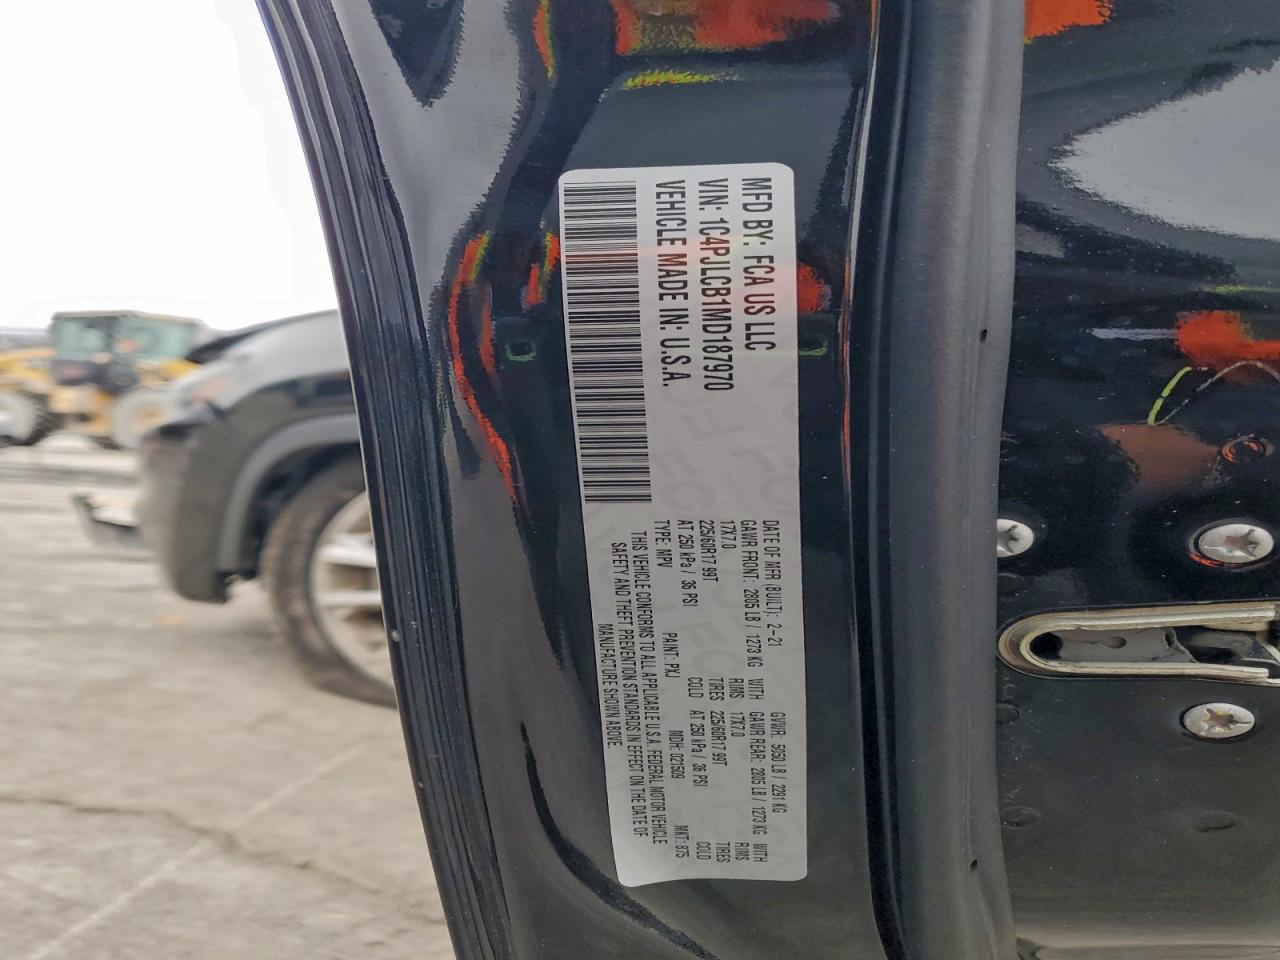 MFD BY: FCA US LLC
VIN: 1C4PJLCB1MD187970
VEHICLE MADE IN: U.S.A.
DATE OF MFR (BUILT): 2-21 GVWR: 5050 LB / 2291 KG
GAWR FRONT: 2805 LB / 1273 KG WITH GAWR REAR: 2805 LB / 1273 KG WITH
17X7.0 RIMS 17X7.0 RIMS
225/60R17 99T TIRES 225/60R17 99T TIRES
AT 250 kPa / 36 PSI COLD AT 250 kPa / 36 PSI COLD
TYPE: MPV PAINT: PXJ MDH: 021509 MKT: 875
THIS VEHICLE CONFORMS TO ALL APPLICABLE U.S.A. FEDERAL MOTOR VEHICLE
SAFETY AND THEFT PREVENTION STANDARDS IN EFFECT ON THE DATE OF
MANUFACTURE SHOWN ABOVE.